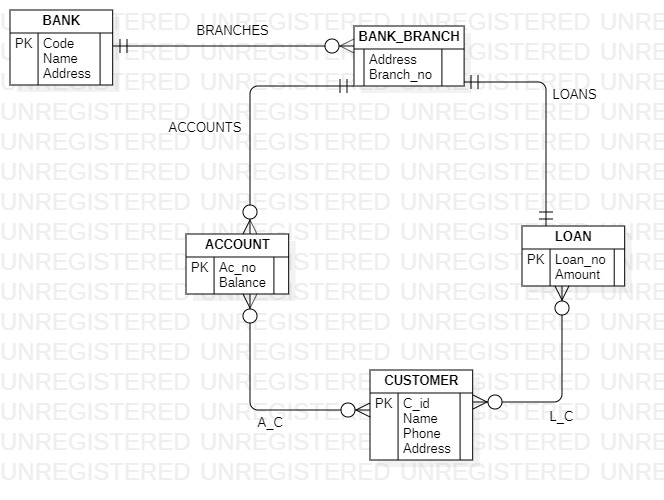 BANK
PK Code
Name
Address
BRANCHES
BANK_BRANCH
Address
Branch_no
LOANS
ACCOUNTS
ACCOUNT
PK Ac_no
Balance
LOAN
PK Loan_no
Amount
CUSTOMER
PK C_id
Name
Phone
Address
A_C
L_C
UNREGISTERED UNREGISTERED UNREGISTERED UNRE